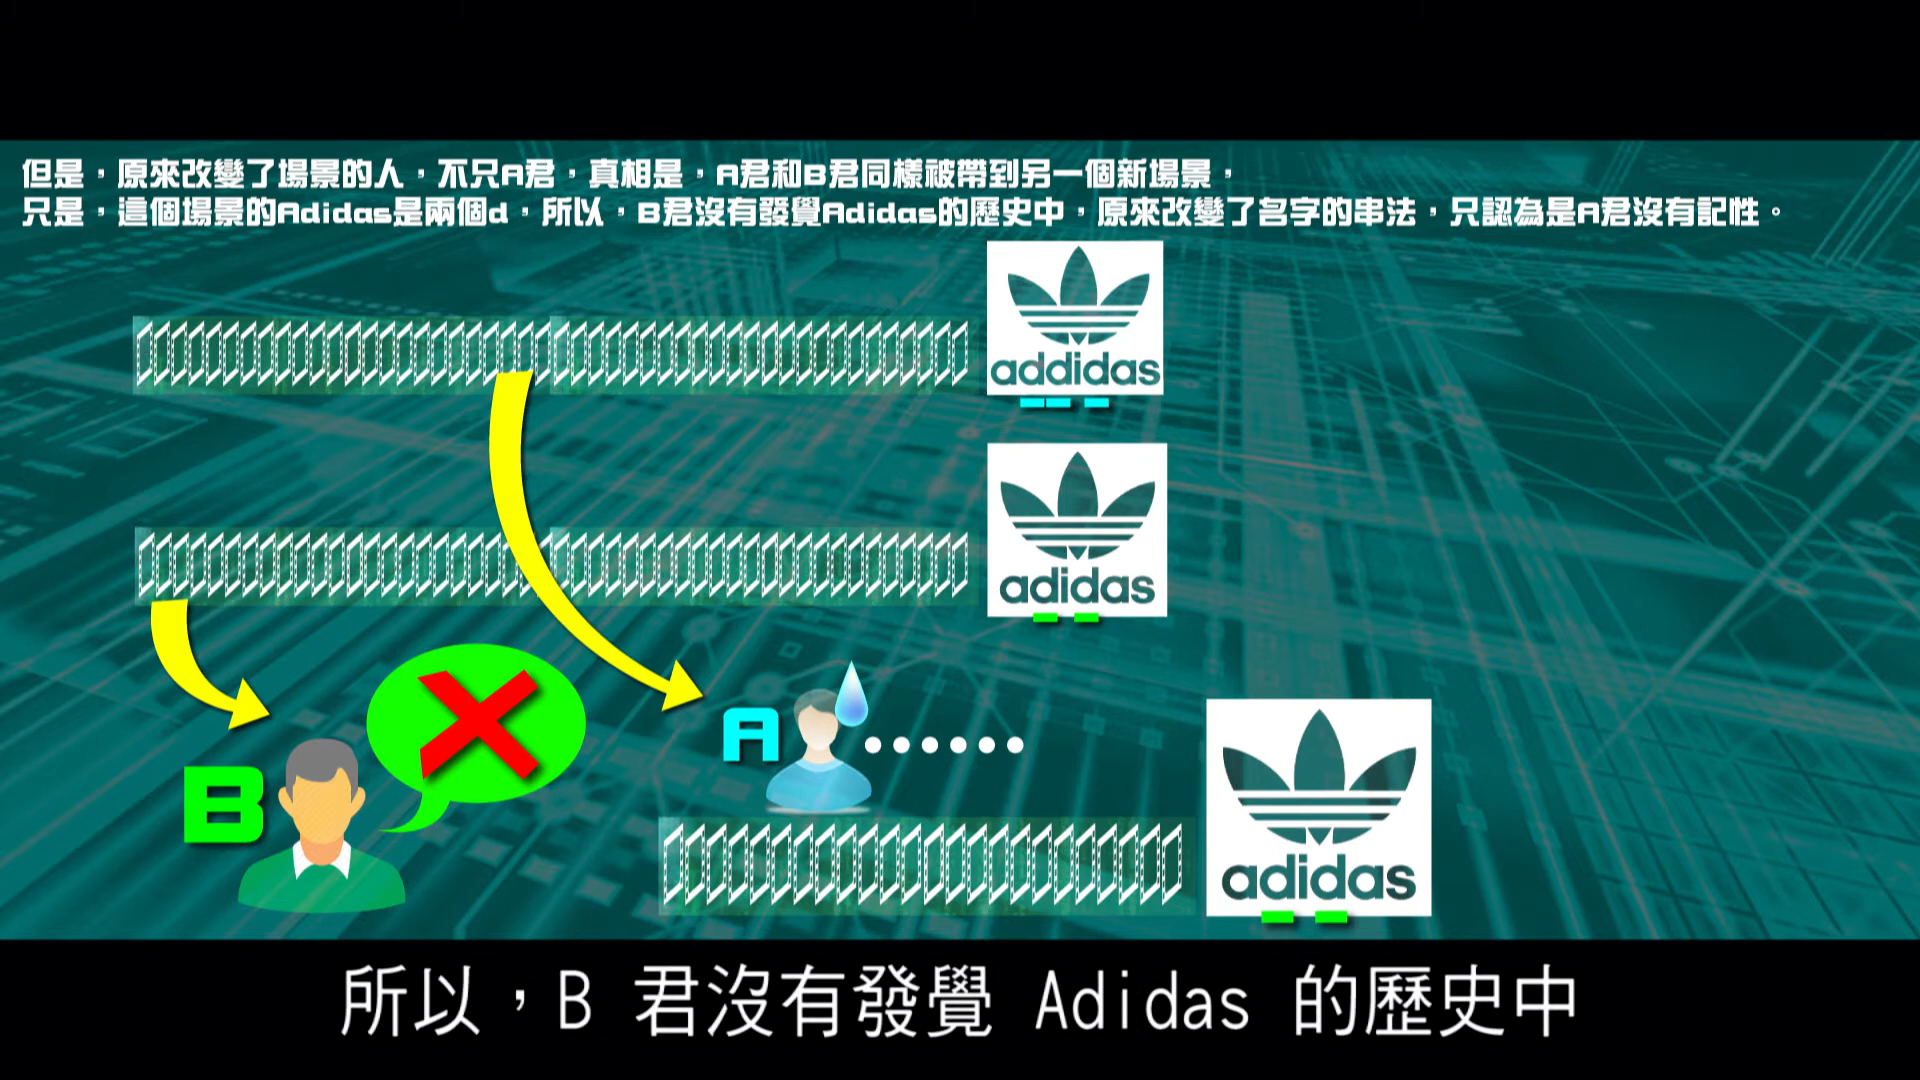 但是，原來改變了場景的人，不只A君，真相是，A君和B君同樣被帶到另一個新場景，
只是，這個場景的Adidas是兩個d，所以，B君沒有發覺Adidas的歷史中，原來改變了名字的串法，只認為是A君沒有記性。
addidas
adidas
A
B
adidas
所以，B 君沒有發覺 Adidas 的歷史中